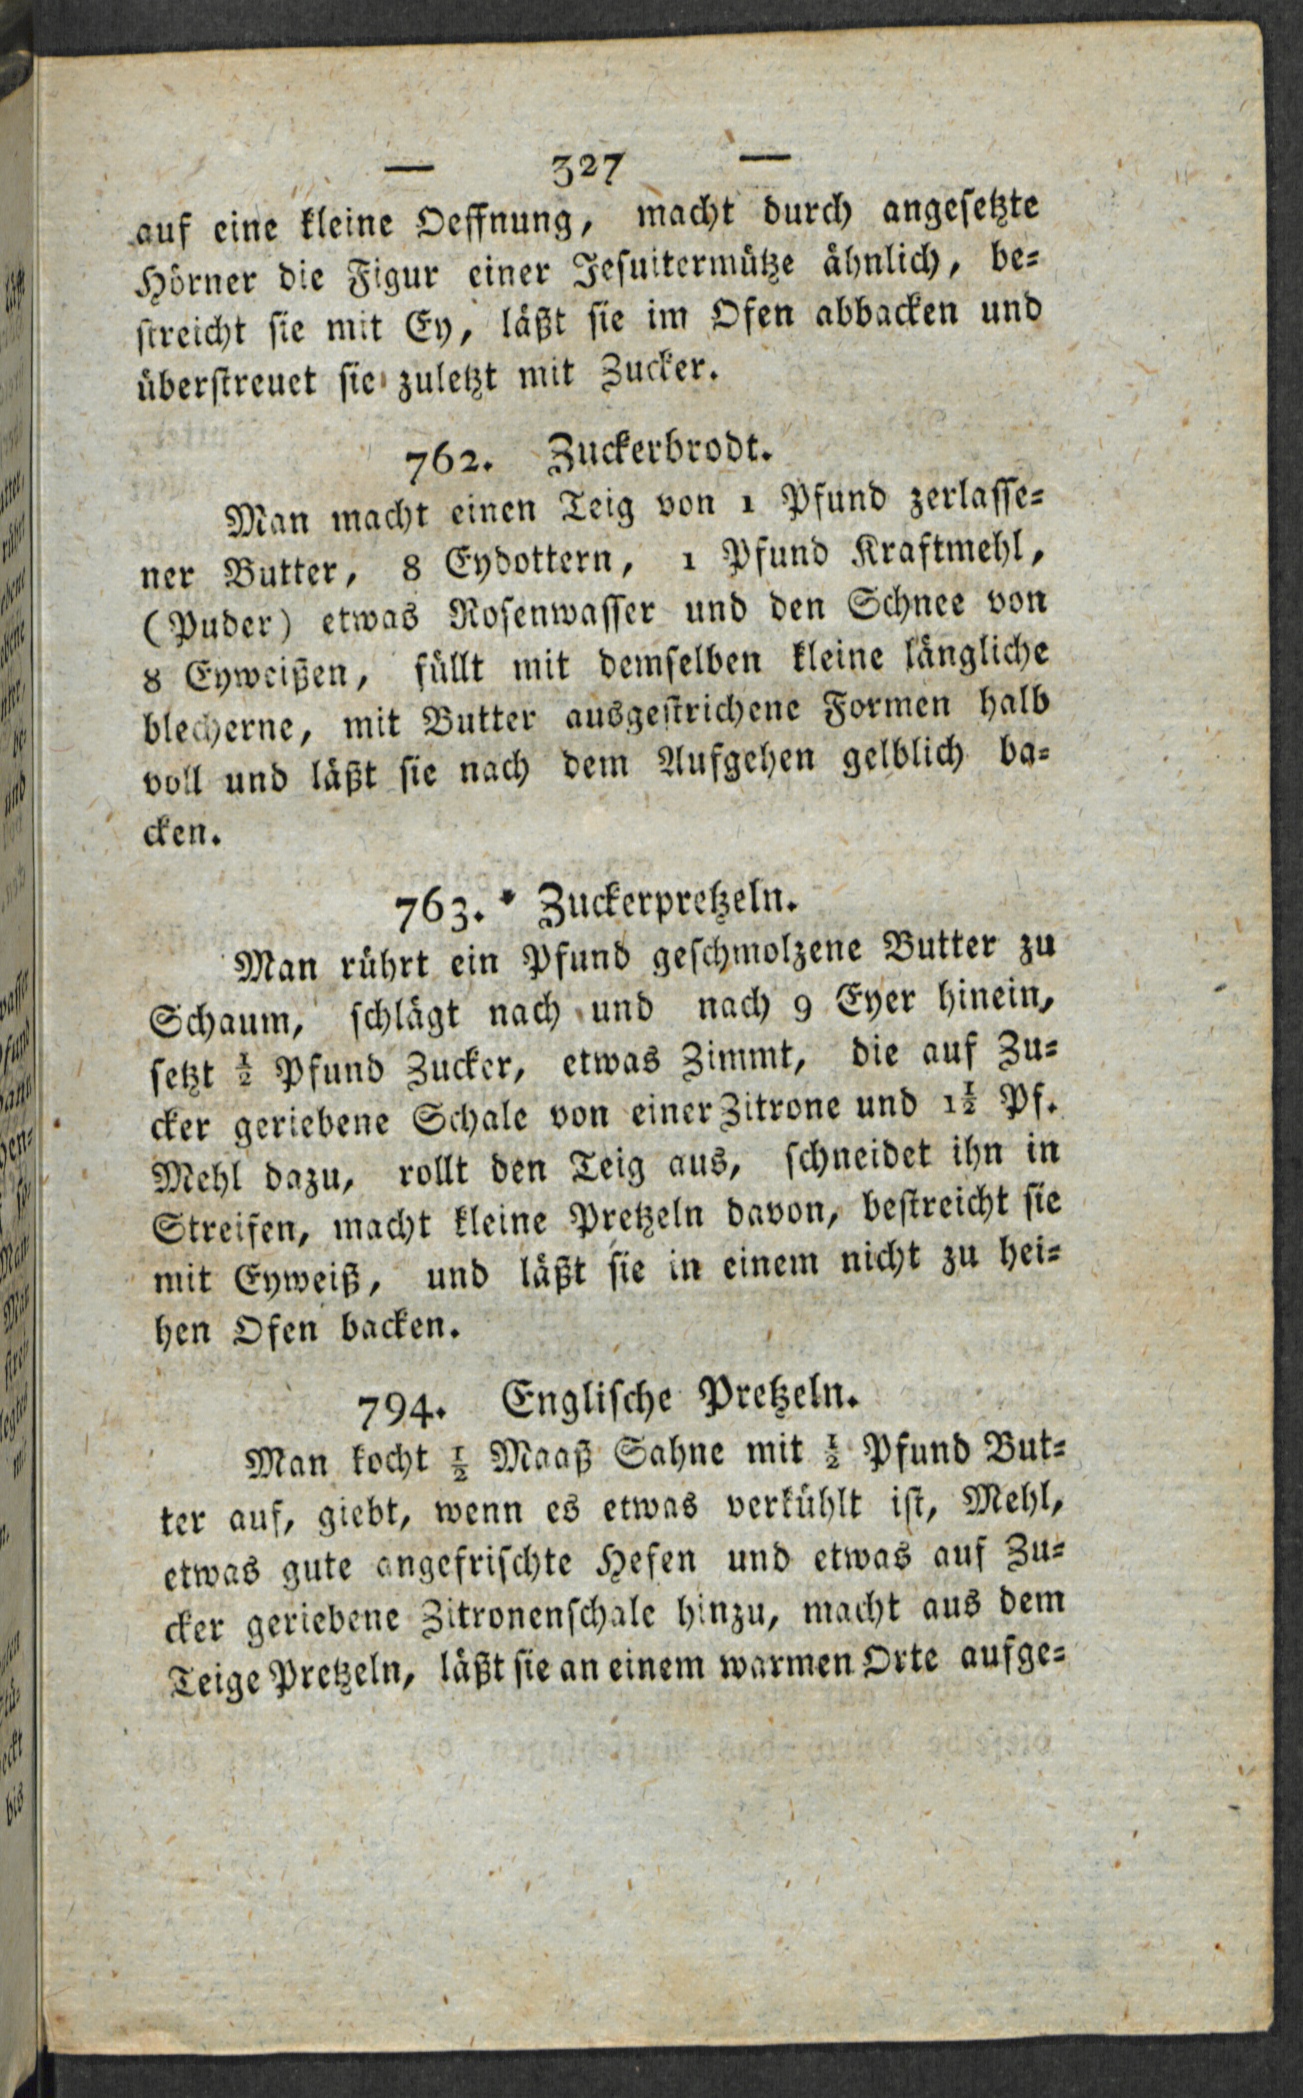 — 327 —
auf eine kleine Oeffnung, macht durch angesetzte
Hörner die Figur einer Jesuitermütze ähnlich, be=
streicht sie mit Ey, läßt sie im Ofen abbacken und
überstreuet sie zuletzt mit Zucker.
762. Zuckerbrodt.
Man macht einen Teig von 1 Pfund zerlasse=
ner Butter, 8 Eydottern, 1 Pfund Kraftmehl,
(Puder) etwas Rosenwasser und den Schnee von
8 Eyweißen, füllt mit demselben kleine längliche
blecherne, mit Butter ausgestrichene Formen halb
voll und läßt sie nach dem Aufgehen gelblich ba=
cken.
763. * Zuckerpretzeln.
Man rührt ein Pfund geschmolzene Butter zu
Schaum, schlägt nach und nach 9 Eyer hinein,
setzt ½ Pfund Zucker, etwas Zimmt, die auf Zu=
cker geriebene Schale von einer Zitrone und 1½ Pf.
Mehl dazu, rollt den Teig aus, schneidet ihn in
Streifen, macht kleine Pretzeln davon, bestreicht sie
mit Eyweiß, und läßt sie in einem nicht zu hei=
hen Ofen backen.
794. Englische Pretzeln.
Man kocht ½ Maaß Sahne mit ½ Pfund But=
ter auf, giebt, wenn es etwas verkühlt ist, Mehl,
etwas gute angefrischte Hefen und etwas auf Zu=
cker geriebene Zitronenschale hinzu, macht aus dem
Teige Pretzeln, läßt sie an einem warmen Orte aufge=